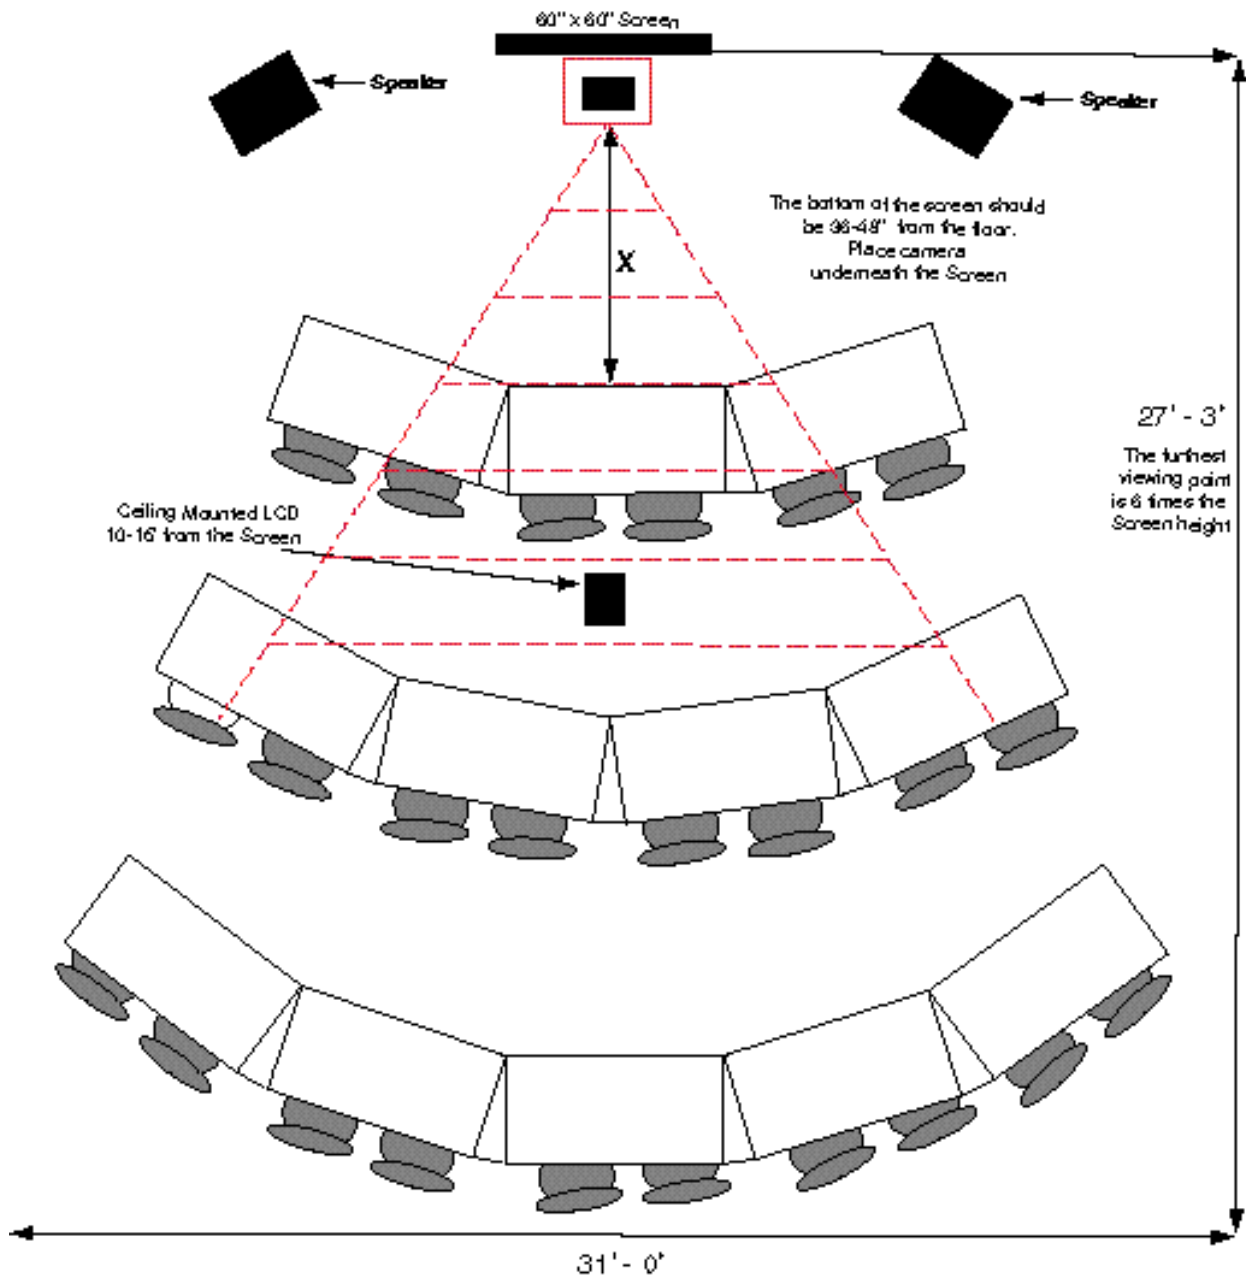 60" x 60" Screen
Speaker
Speaker
The bottom of the screen should
be 36-48" from the floor.
Place camera
underneath the Screen
X
27' - 3"
The furthest
viewing point
is 6 times the
Screen height
Ceiling Mounted LCD
10-16' from the Screen
31' - 0"